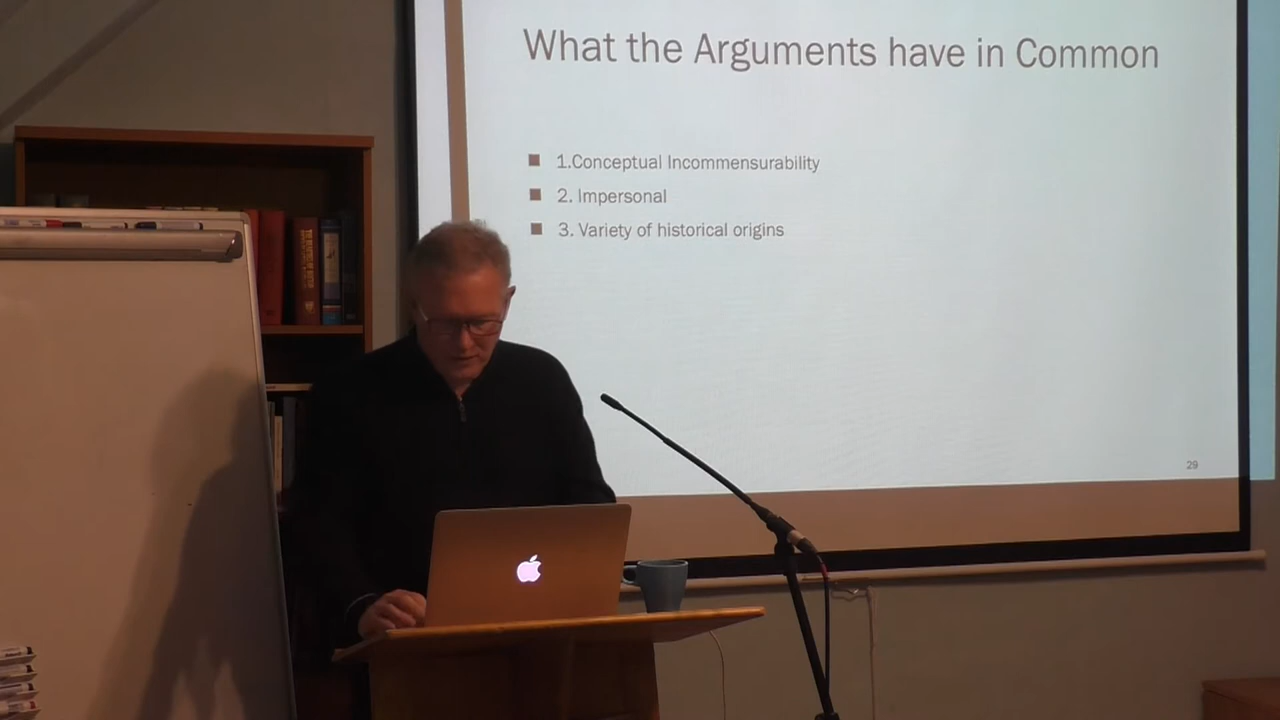 What the Arguments have in Common
1.Conceptual Incommensurability
2. Impersonal
3. Variety of historical origins
29